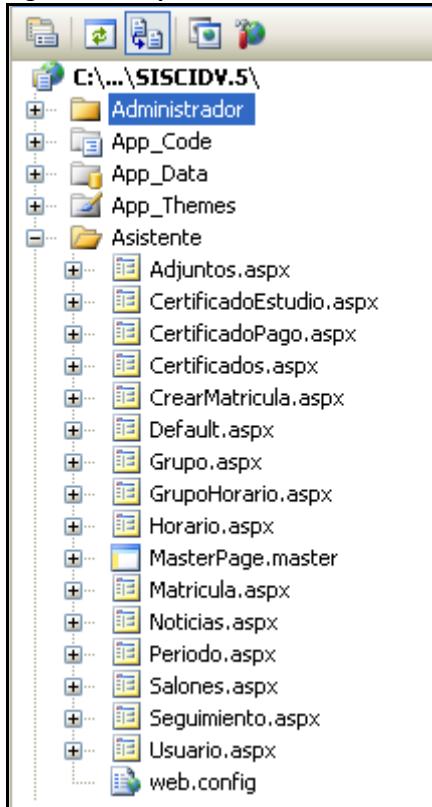 C:\...\SISCIDV.5\
Administrador
App_Code
App_Data
App_Themes
Asistente
Adjuntos.aspx
CertificadoEstudio.aspx
CertificadoPago.aspx
Certificados.aspx
CrearMatricula.aspx
Default.aspx
Grupo.aspx
GrupoHorario.aspx
Horario.aspx
MasterPage.master
Matricula.aspx
Noticias.aspx
Periodo.aspx
Salones.aspx
Seguimiento.aspx
Usuario.aspx
web.config